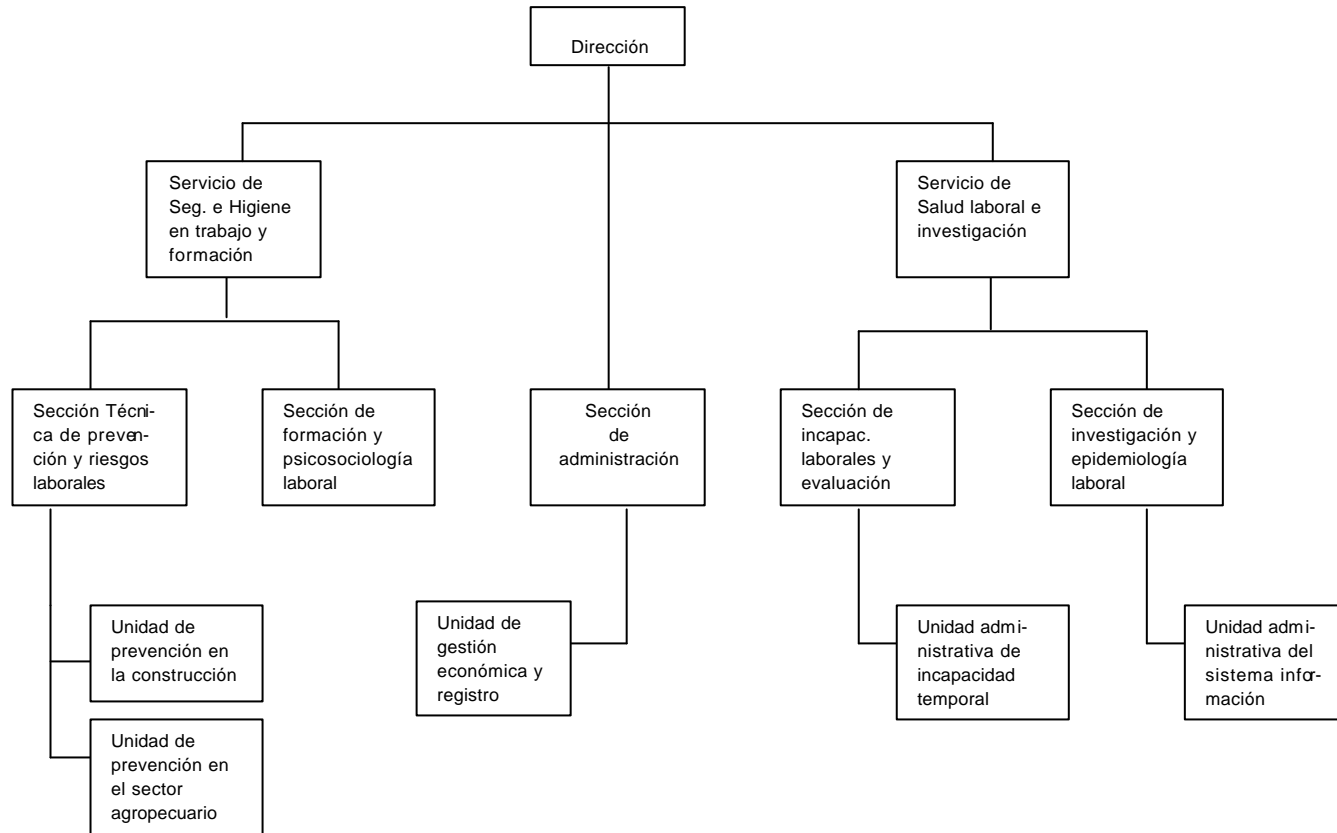 Dirección
Servicio de
Seg. e Higiene
en trabajo y
formación
Servicio de
Salud laboral e
investigación
Sección Técni-
ca de preven-
ción y riesgos
laborales
Sección de
formación y
psicosociología
laboral
Sección
de
administración
Sección de
incapac.
laborales y
evaluación
Sección de
investigación y
epidemiología
laboral
Unidad de
prevención en
la construcción
Unidad de
gestión
económica y
registro
Unidad admi-
nistrativa de
incapacidad
temporal
Unidad admi-
nistrativa del
sistema infor-
mación
Unidad de
prevención en
el sector
agropecuario